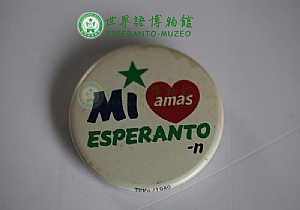 世界語博物館
ESPERANTO-MUZEO
Mi amas
ESPERANTO
-n